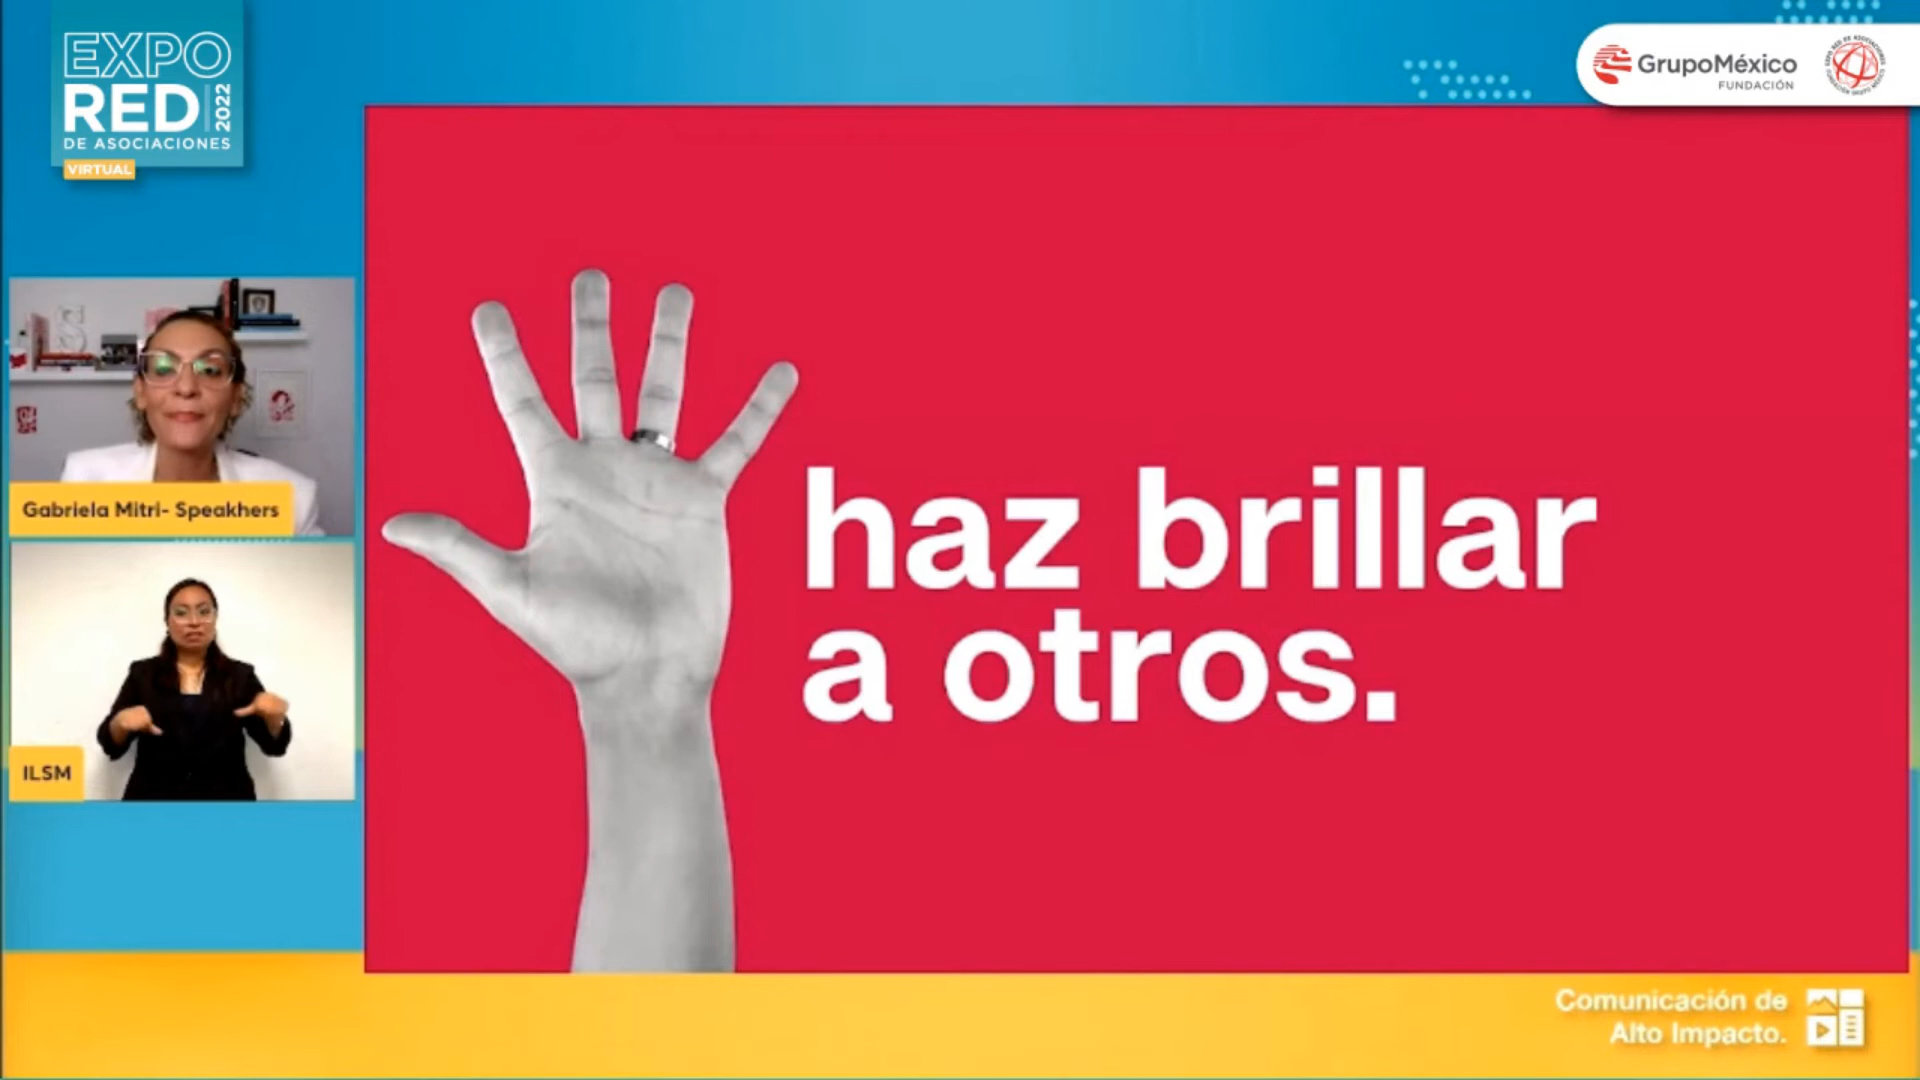 EXPO
RED 2022
DE ASOCIACIONES
VIRTUAL
GrupoMéxico
FUNDACIÓN
haz brillar
a otros.
Gabriela Mitri- Speakhers
ILSM
Comunicación de
Alto Impacto.